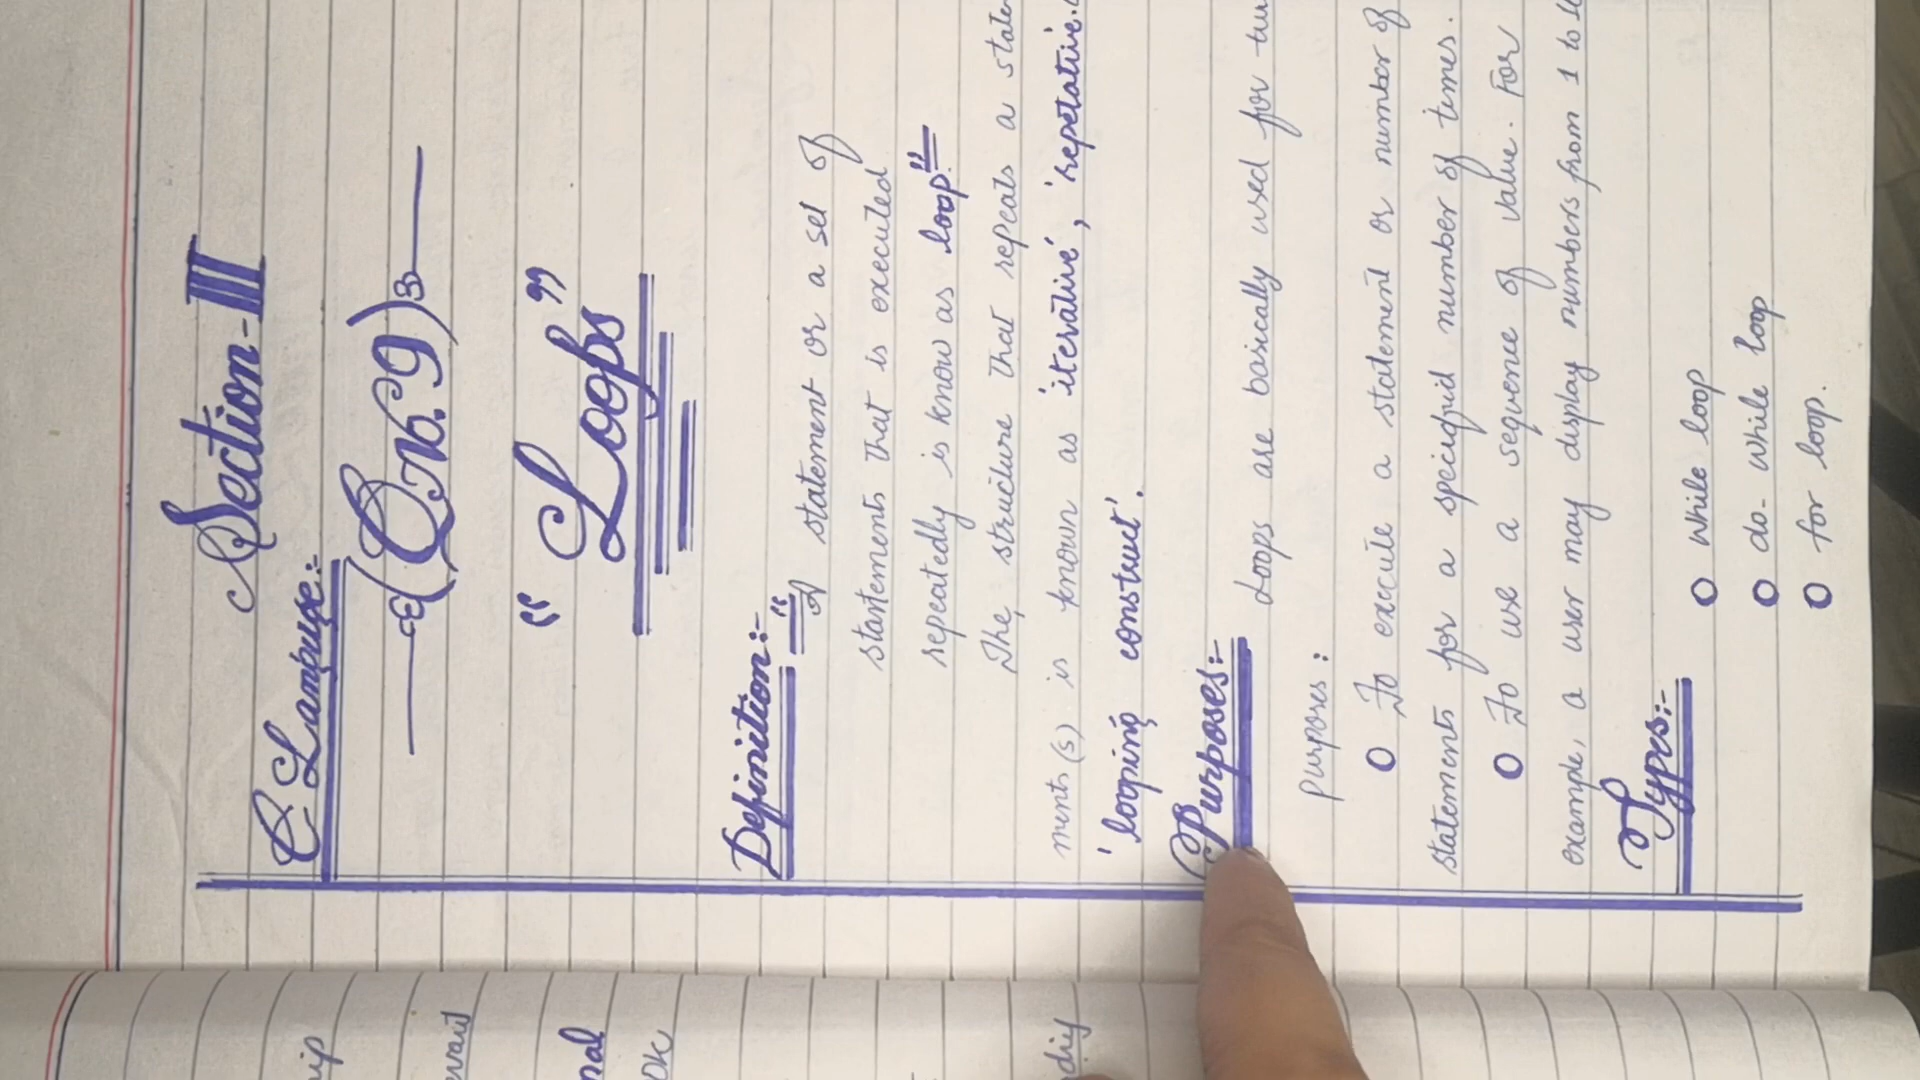 Section-III
C-Languge:-
(Q.No.9)
"Loops"
Definition:-
"A statement or a set of
startements that is executed
repeatedly is know as loop"
The structure that repeats a state
ment(s) is known as 'iterative', 'repetative'
'looping construct'.
Purposes:-
Loops are basically used for
purposes:
O To execute a statement or number of
statements for a specified number of times.
O To use a sequence of value. For
example, a user may display numbers from 1 to
Types:-
O While loop
O do-while loop
O for loop.